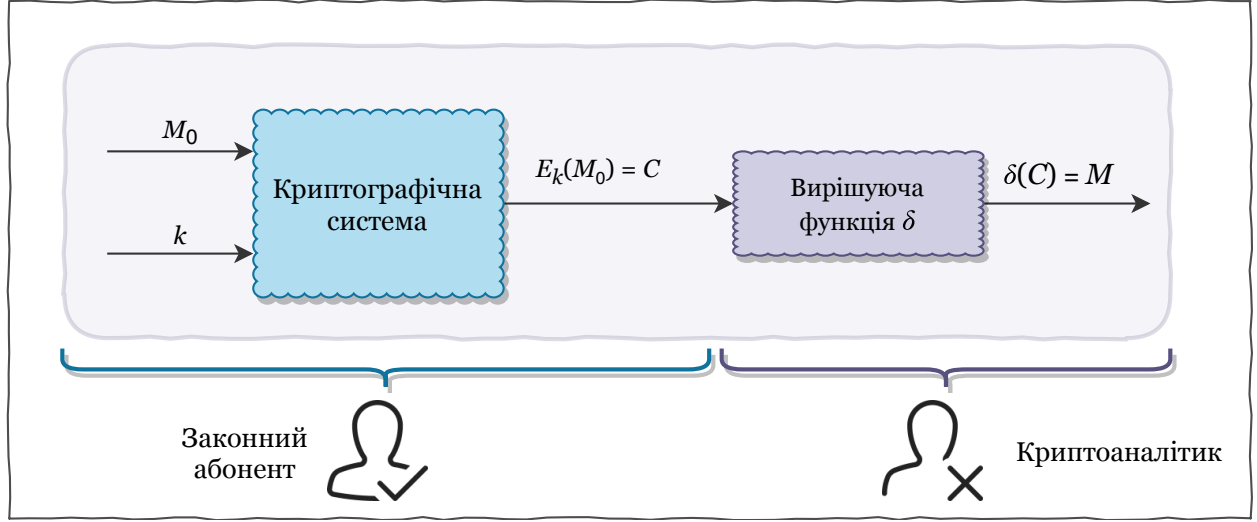 M₀
k
Криптографічна
система
Eₖ(M₀) = C
Вирішуюча
функція δ
δ(C) = M
Законний
абонент
Криптоаналітик